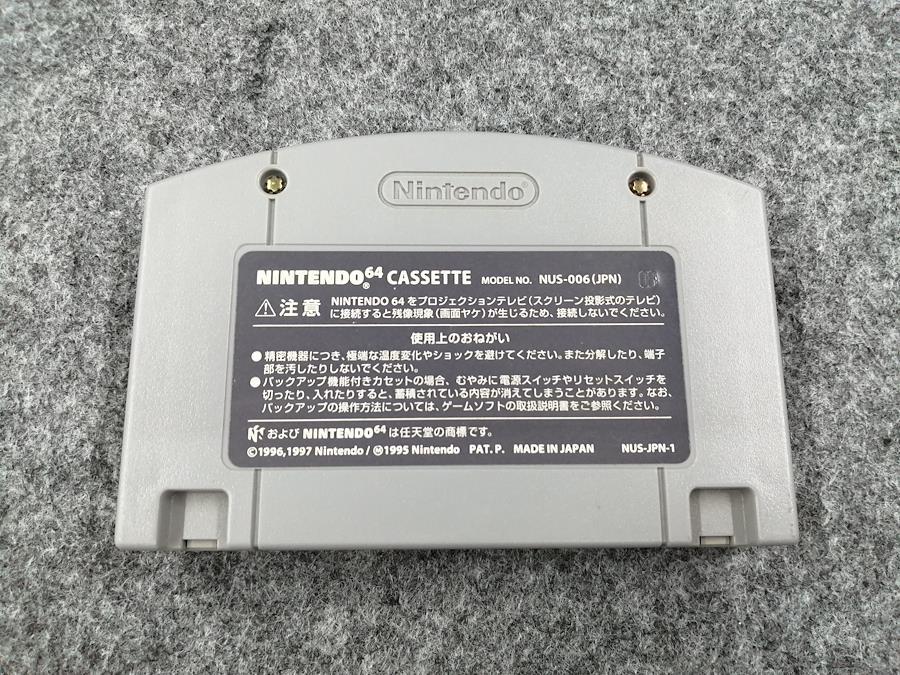 Nintendo®
NINTENDO64® CASSETTE MODEL NO. NUS-006(JPN)
⚠注意 NINTENDO 64 をプロジェクションテレビ(スクリーン投影式のテレビ)
に接続すると残像現象(画面ヤケ)が生じるため、接続しないでください。
使用上のおねがい
●精密機器につき、極端な温度変化やショックを避けてください。また分解したり、端子
部を汚したりしないでください。
●バックアップ機能付きカセットの場合、むやみに電源スイッチやリセットスイッチを
切ったり、入れたりすると、蓄積されている内容が消えてしまうことがあります。なお、
バックアップの操作方法については、ゲームソフトの取扱説明書をご参照ください。
および NINTENDO64 は任天堂の商標です。
©1996,1997 Nintendo / Ⓜ1995 Nintendo PAT. P. MADE IN JAPAN NUS-JPN-1